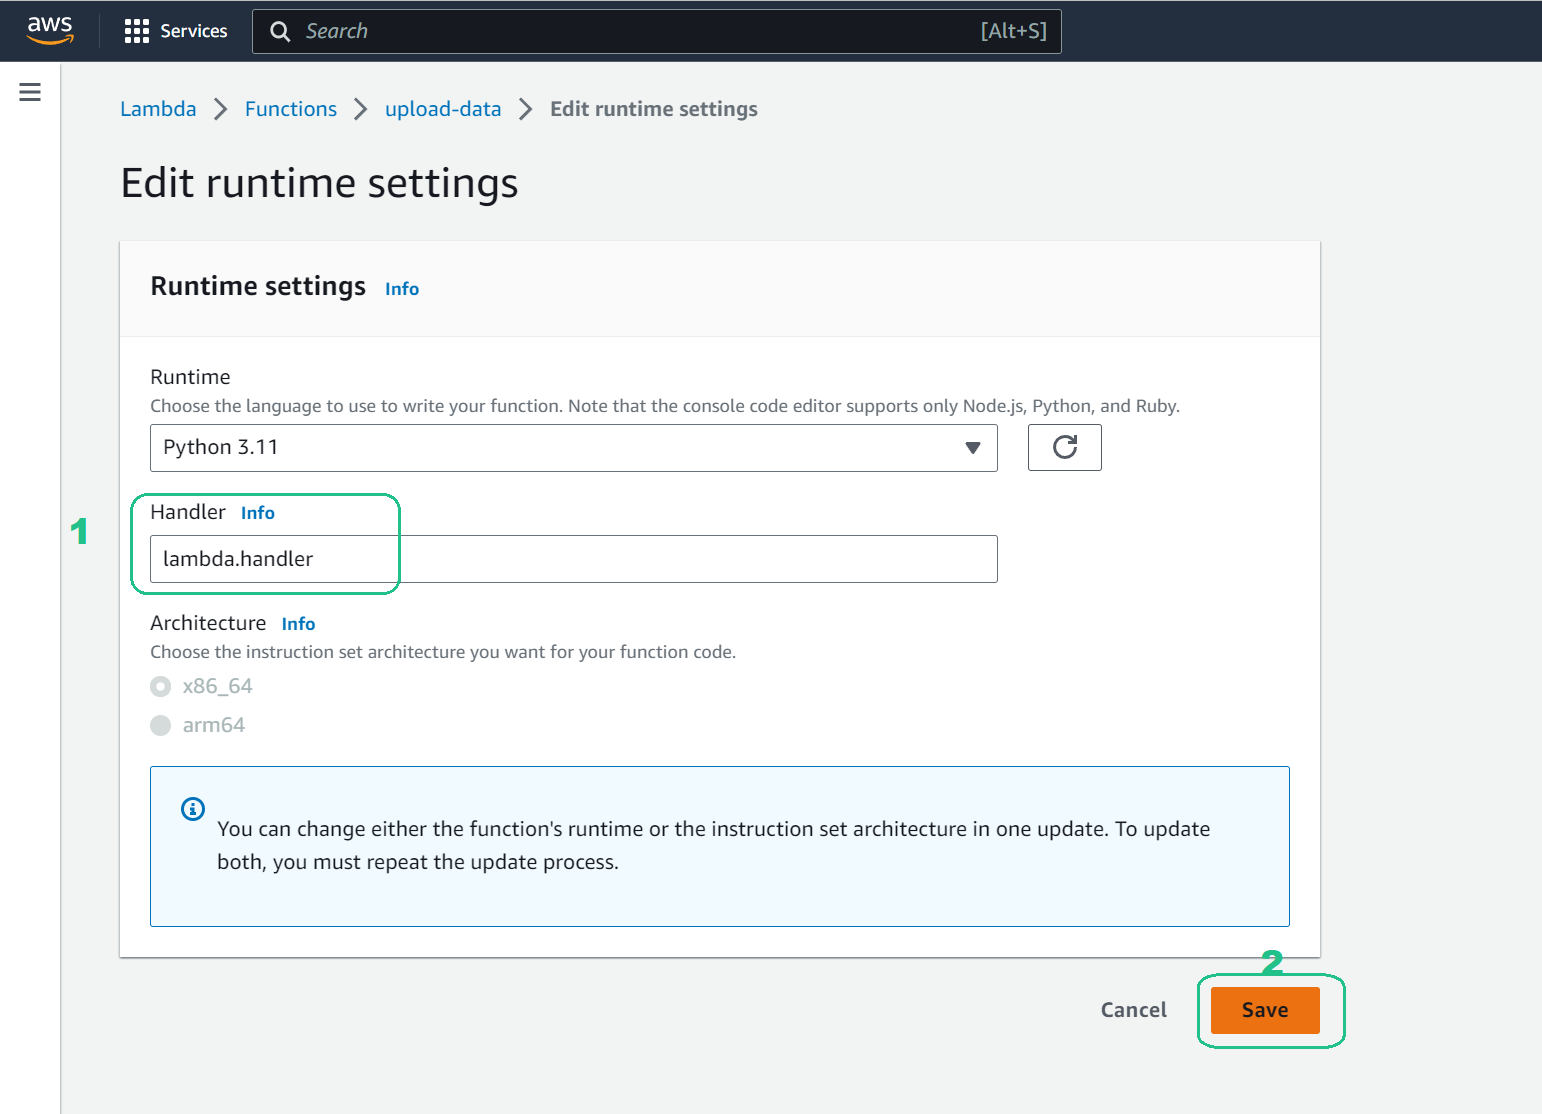 aws Services Search [Alt+S]
Lambda Functions upload-data Edit runtime settings
Edit runtime settings
Runtime settings Info
Runtime
Choose the language to use to write your function. Note that the console code editor supports only Node.js, Python, and Ruby.
Python 3.11
1
Handler Info
lambda.handler
Architecture Info
Choose the instruction set architecture you want for your function code.
x86_64
arm64
You can change either the function's runtime or the instruction set architecture in one update. To update
both, you must repeat the update process.
2
Cancel Save